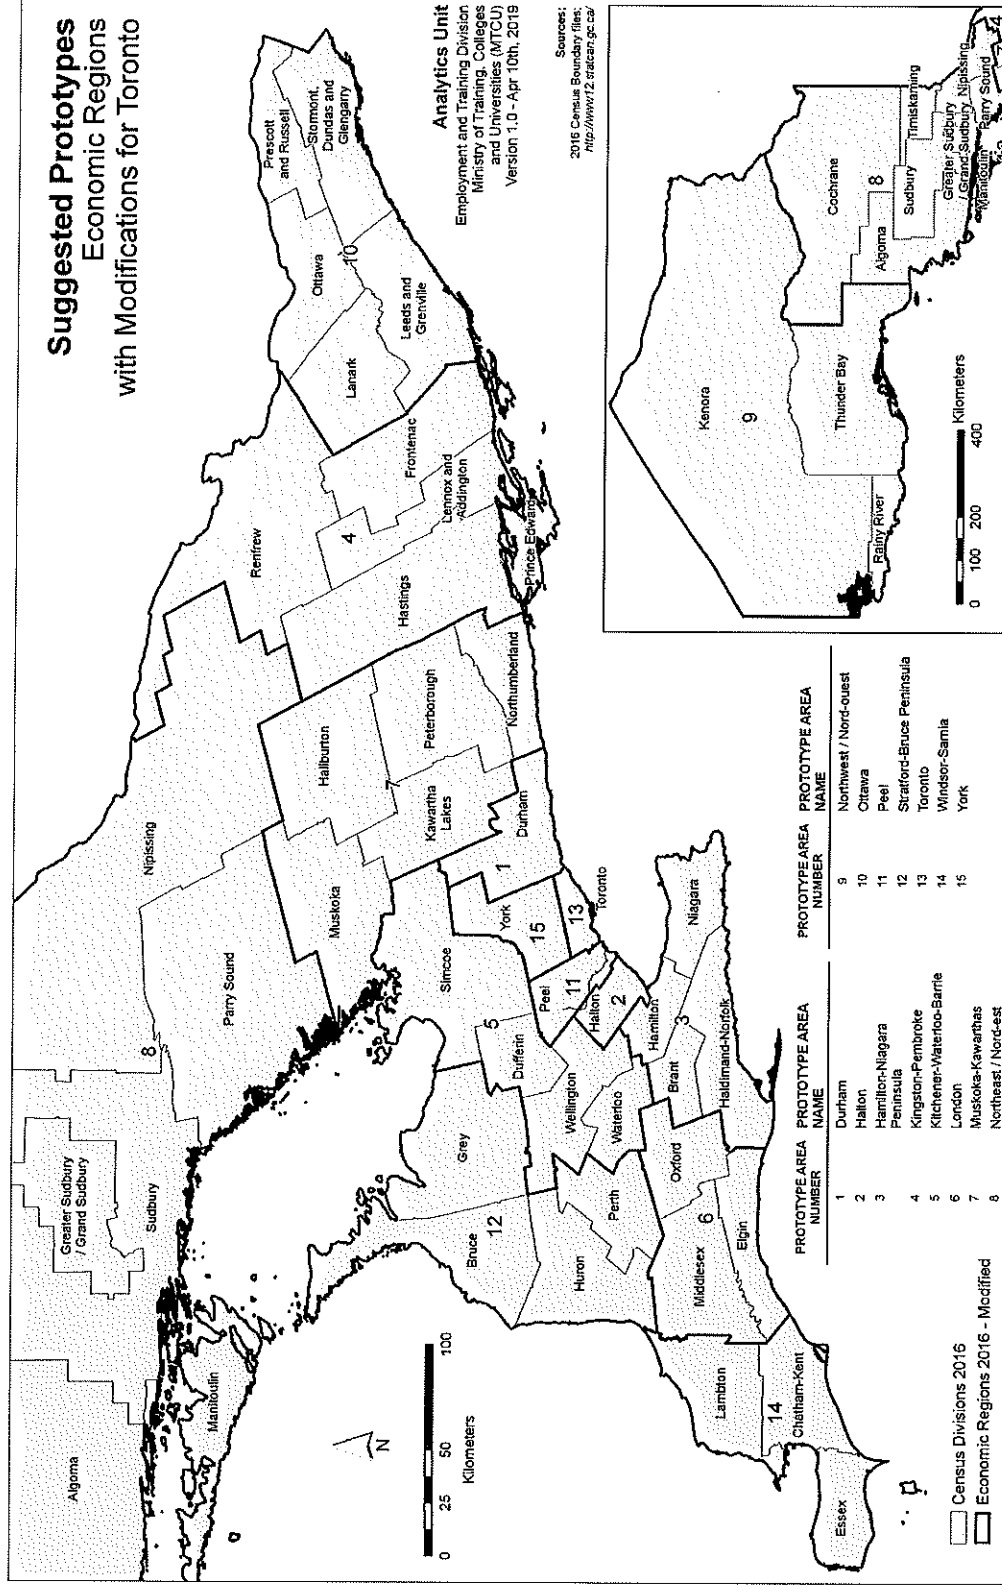 Suggested Prototypes
Economic Regions
with Modifications for Toronto
Analytics Unit
Employment and Training Division
Ministry of Training, Colleges
and Universities (MTCU)
Version 1.0 - Apr 10th, 2019
Sources:
2016 Census Boundary files;
http://www12.statcan.gc.ca/
Algoma
Greater Sudbury
/ Grand Sudbury
Sudbury
Manitoulin
8
Nipissing
Parry Sound
Muskoka
Haliburton
Kawartha
Lakes
Peterborough
Northumberland
Renfrew
4
Hastings
Frontenac
Lennox and
Addington
Prince Edward
Lanark
Ottawa
10
Leeds and
Grenville
Prescott
and Russell
Stormont,
Dundas and
Glengarry
Bruce
12
Grey
Huron
Perth
Simcoe
5
Dufferin
Wellington
Waterloo
York
15
1
Durham
Peel
11
13
Toronto
Halton
2
Hamilton
3
Niagara
Brant
Haldimand-Norfolk
Oxford
6
Middlesex
Elgin
Lambton
14
Chatham-Kent
Essex
N
0 25 50 100
Kilometers
Census Divisions 2016
Economic Regions 2016 - Modified
PROTOTYPE AREA NUMBER PROTOTYPE AREA NAME
1 Durham
2 Halton
3 Hamilton-Niagara
Peninsula
4 Kingston-Pembroke
5 Kitchener-Waterloo-Barrie
6 London
7 Muskoka-Kawarthas
8 Northeast / Nord-est
PROTOTYPE AREA NUMBER PROTOTYPE AREA NAME
9 Northwest / Nord-ouest
10 Ottawa
11 Peel
12 Stratford-Bruce Peninsula
13 Toronto
14 Windsor-Sarnia
15 York
Kenora
9
Thunder Bay
Rainy River
Cochrane
8
Algoma
Sudbury
Timiskaming
Greater Sudbury
/ Grand Sudbury
Nipissing
Manitoulin
Parry Sound
4
0 100 200 400
Kilometers